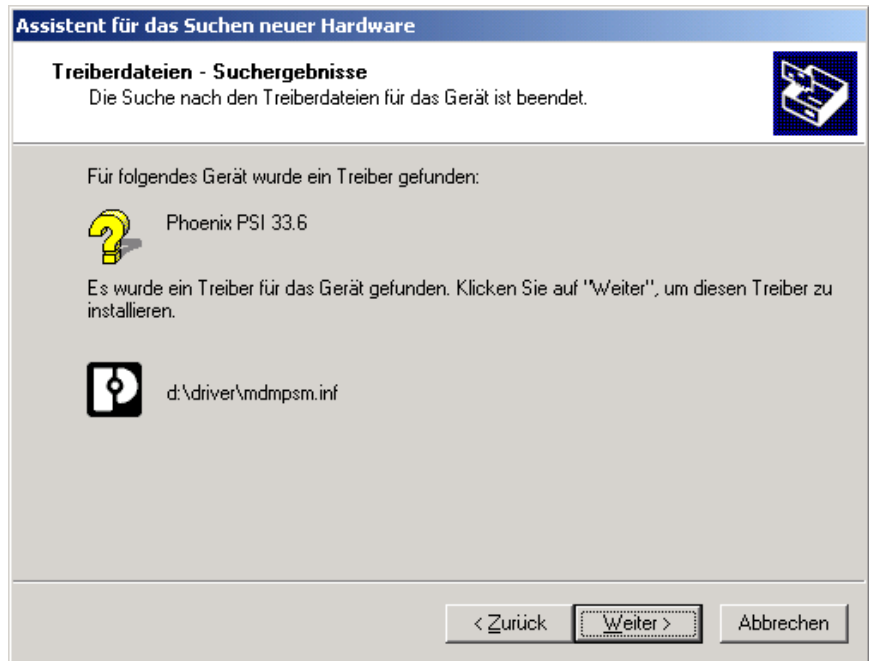 Assistent für das Suchen neuer Hardware
Treiberdateien - Suchergebnisse
Die Suche nach den Treiberdateien für das Gerät ist beendet.
Für folgendes Gerät wurde ein Treiber gefunden:
Phoenix PSI 33.6
Es wurde ein Treiber für das Gerät gefunden. Klicken Sie auf "Weiter", um diesen Treiber zu
installieren.
d:\driver\mdmpsm.inf
< Zurück Weiter > Abbrechen